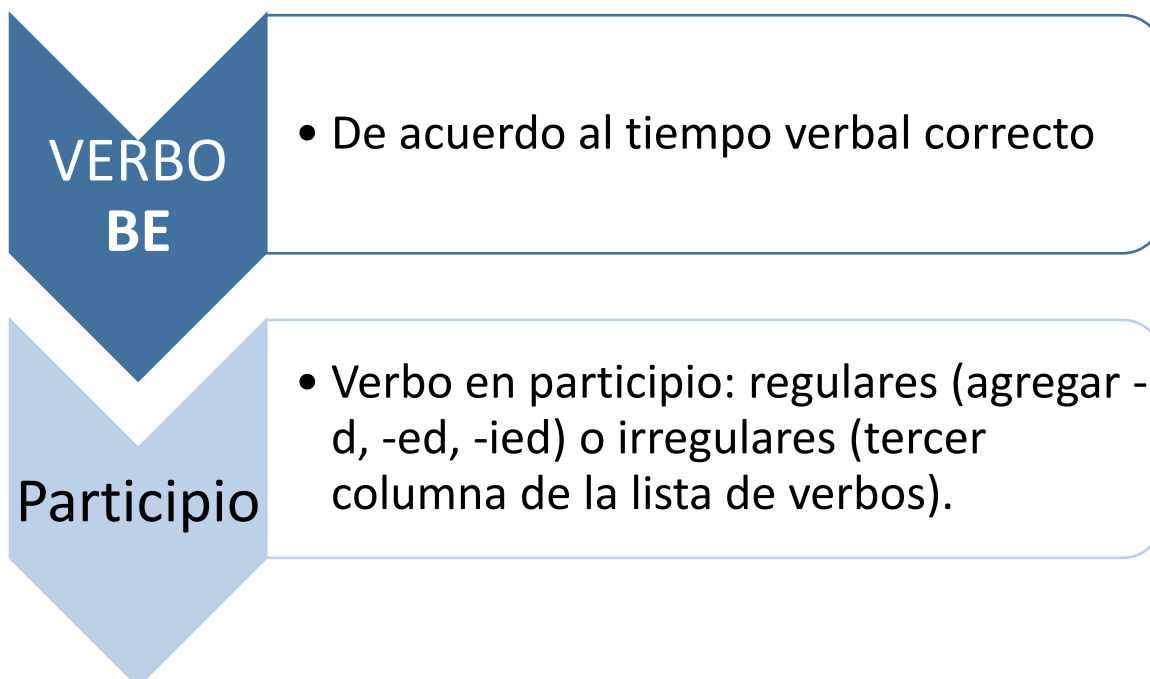 VERBO
BE
• De acuerdo al tiempo verbal correcto
Participio
• Verbo en participio: regulares (agregar -
d, -ed, -ied) o irregulares (tercer
columna de la lista de verbos).